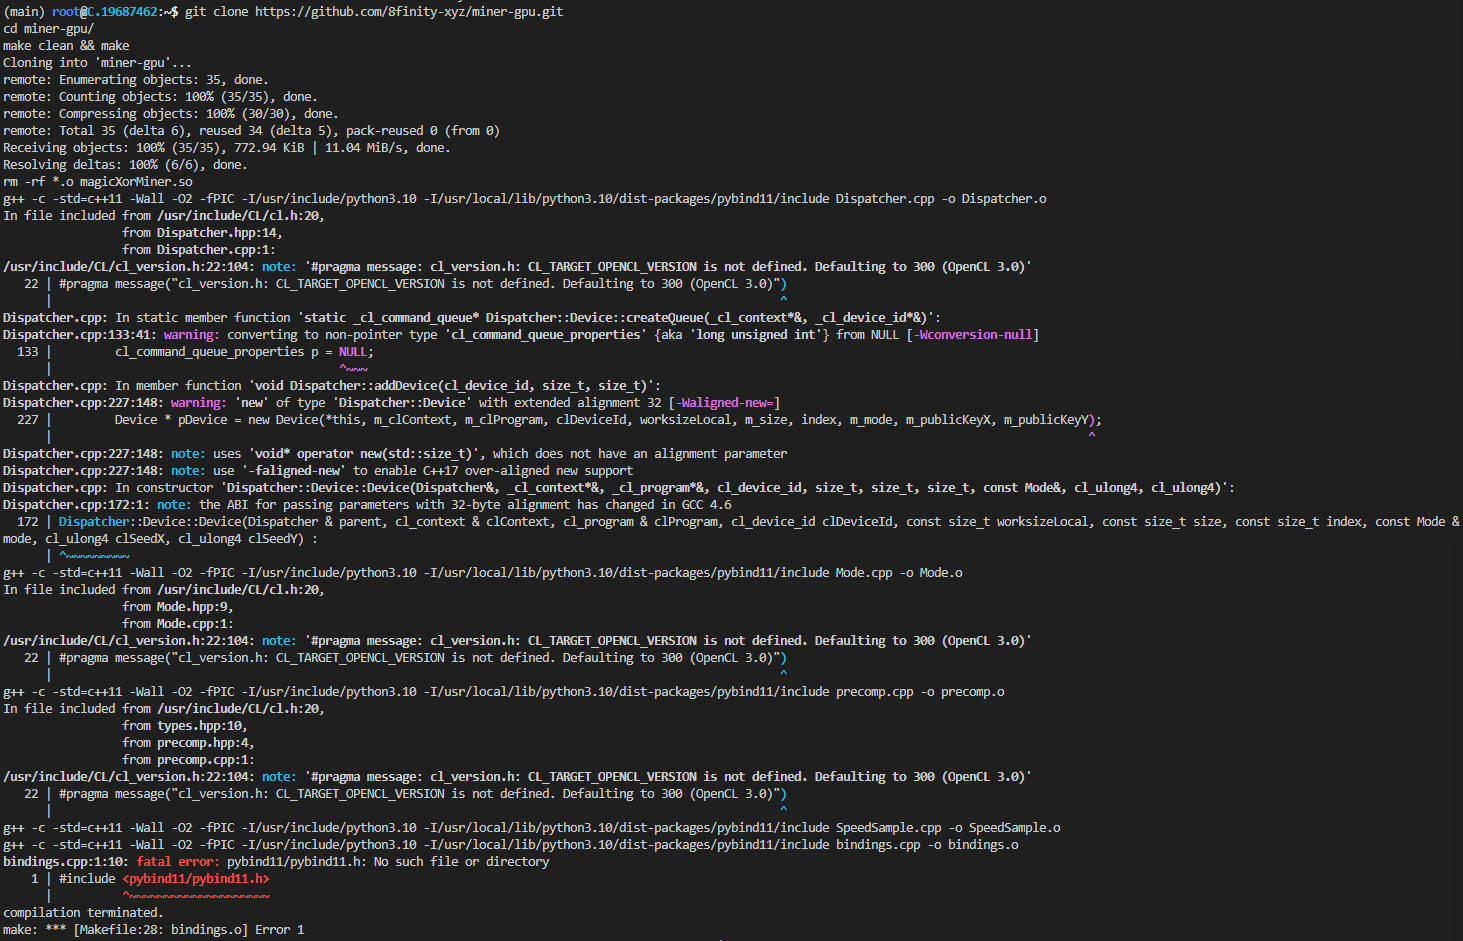 (main) root@C.19687462:~$ git clone https://github.com/8finity-xyz/miner-gpu.git
cd miner-gpu/
make clean && make
Cloning into 'miner-gpu'...
remote: Enumerating objects: 35, done.
remote: Counting objects: 100% (35/35), done.
remote: Compressing objects: 100% (30/30), done.
remote: Total 35 (delta 6), reused 34 (delta 5), pack-reused 0 (from 0)
Receiving objects: 100% (35/35), 772.94 KiB | 11.04 MiB/s, done.
Resolving deltas: 100% (6/6), done.
rm -rf *.o magicXorMiner.so
g++ -c -std=c++11 -Wall -O2 -fPIC -I/usr/include/python3.10 -I/usr/local/lib/python3.10/dist-packages/pybind11/include Dispatcher.cpp -o Dispatcher.o
In file included from /usr/include/CL/cl.h:20,
                 from Dispatcher.hpp:14,
                 from Dispatcher.cpp:1:
/usr/include/CL/cl_version.h:22:104: note: '#pragma message: cl_version.h: CL_TARGET_OPENCL_VERSION is not defined. Defaulting to 300 (OpenCL 3.0)'
   22 | #pragma message("cl_version.h: CL_TARGET_OPENCL_VERSION is not defined. Defaulting to 300 (OpenCL 3.0)")
      |                                                                                                        ^
Dispatcher.cpp: In static member function 'static _cl_command_queue* Dispatcher::Device::createQueue(_cl_context*&, _cl_device_id*&)':
Dispatcher.cpp:133:41: warning: converting to non-pointer type 'cl_command_queue_properties' {aka 'long unsigned int'} from NULL [-Wconversion-null]
  133 |         cl_command_queue_properties p = NULL;
      |                                         ^~~~
Dispatcher.cpp: In member function 'void Dispatcher::addDevice(cl_device_id, size_t, size_t)':
Dispatcher.cpp:227:148: warning: 'new' of type 'Dispatcher::Device' with extended alignment 32 [-Waligned-new=]
  227 |         Device * pDevice = new Device(*this, m_clContext, m_clProgram, clDeviceId, worksizeLocal, m_size, index, m_mode, m_publicKeyX, m_publicKeyY);
      |                                                                                                                                                    ^
Dispatcher.cpp:227:148: note: uses 'void* operator new(std::size_t)', which does not have an alignment parameter
Dispatcher.cpp:227:148: note: use '-faligned-new' to enable C++17 over-aligned new support
Dispatcher.cpp: In constructor 'Dispatcher::Device::Device(Dispatcher&, _cl_context*&, _cl_program*&, cl_device_id, size_t, size_t, size_t, const Mode&, cl_ulong4, cl_ulong4)':
Dispatcher.cpp:172:1: note: the ABI for passing parameters with 32-byte alignment has changed in GCC 4.6
  172 | Dispatcher::Device::Device(Dispatcher & parent, cl_context & clContext, cl_program & clProgram, cl_device_id clDeviceId, const size_t worksizeLocal, const size_t size, const size_t index, const Mode &
mode, cl_ulong4 clSeedX, cl_ulong4 clSeedY) :
      | ^~~~~~~~~~
g++ -c -std=c++11 -Wall -O2 -fPIC -I/usr/include/python3.10 -I/usr/local/lib/python3.10/dist-packages/pybind11/include Mode.cpp -o Mode.o
In file included from /usr/include/CL/cl.h:20,
                 from Mode.hpp:9,
                 from Mode.cpp:1:
/usr/include/CL/cl_version.h:22:104: note: '#pragma message: cl_version.h: CL_TARGET_OPENCL_VERSION is not defined. Defaulting to 300 (OpenCL 3.0)'
   22 | #pragma message("cl_version.h: CL_TARGET_OPENCL_VERSION is not defined. Defaulting to 300 (OpenCL 3.0)")
      |                                                                                                        ^
g++ -c -std=c++11 -Wall -O2 -fPIC -I/usr/include/python3.10 -I/usr/local/lib/python3.10/dist-packages/pybind11/include precomp.cpp -o precomp.o
In file included from /usr/include/CL/cl.h:20,
                 from types.hpp:10,
                 from precomp.hpp:4,
                 from precomp.cpp:1:
/usr/include/CL/cl_version.h:22:104: note: '#pragma message: cl_version.h: CL_TARGET_OPENCL_VERSION is not defined. Defaulting to 300 (OpenCL 3.0)'
   22 | #pragma message("cl_version.h: CL_TARGET_OPENCL_VERSION is not defined. Defaulting to 300 (OpenCL 3.0)")
      |                                                                                                        ^
g++ -c -std=c++11 -Wall -O2 -fPIC -I/usr/include/python3.10 -I/usr/local/lib/python3.10/dist-packages/pybind11/include SpeedSample.cpp -o SpeedSample.o
g++ -c -std=c++11 -Wall -O2 -fPIC -I/usr/include/python3.10 -I/usr/local/lib/python3.10/dist-packages/pybind11/include bindings.cpp -o bindings.o
bindings.cpp:1:10: fatal error: pybind11/pybind11.h: No such file or directory
    1 | #include <pybind11/pybind11.h>
      |          ^~~~~~~~~~~~~~~~~~~~~
compilation terminated.
make: *** [Makefile:28: bindings.o] Error 1